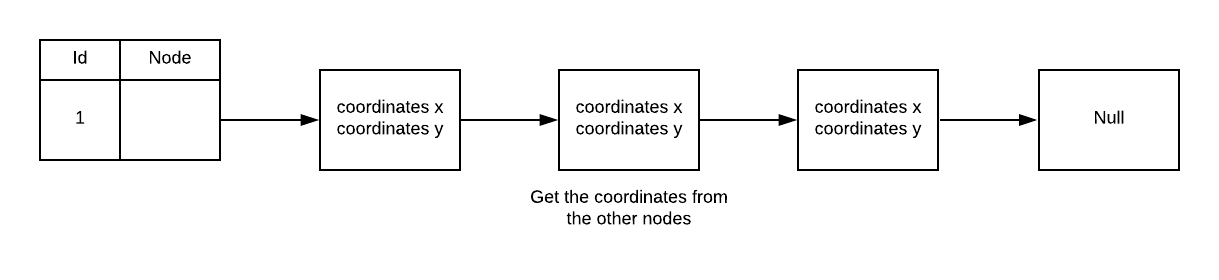 Id
Node
1
coordinates x
coordinates y
coordinates x
coordinates y
coordinates x
coordinates y
Null
Get the coordinates from
the other nodes